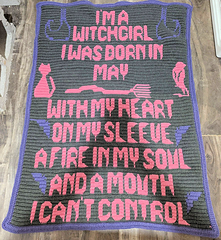 I'M A
WITCHGIRL
I WAS BORN IN
MAY
WITH MY HEART
ON MY SLEEVE
A FIRE IN MY SOUL
AND A MOUTH
I CAN'T CONTROL